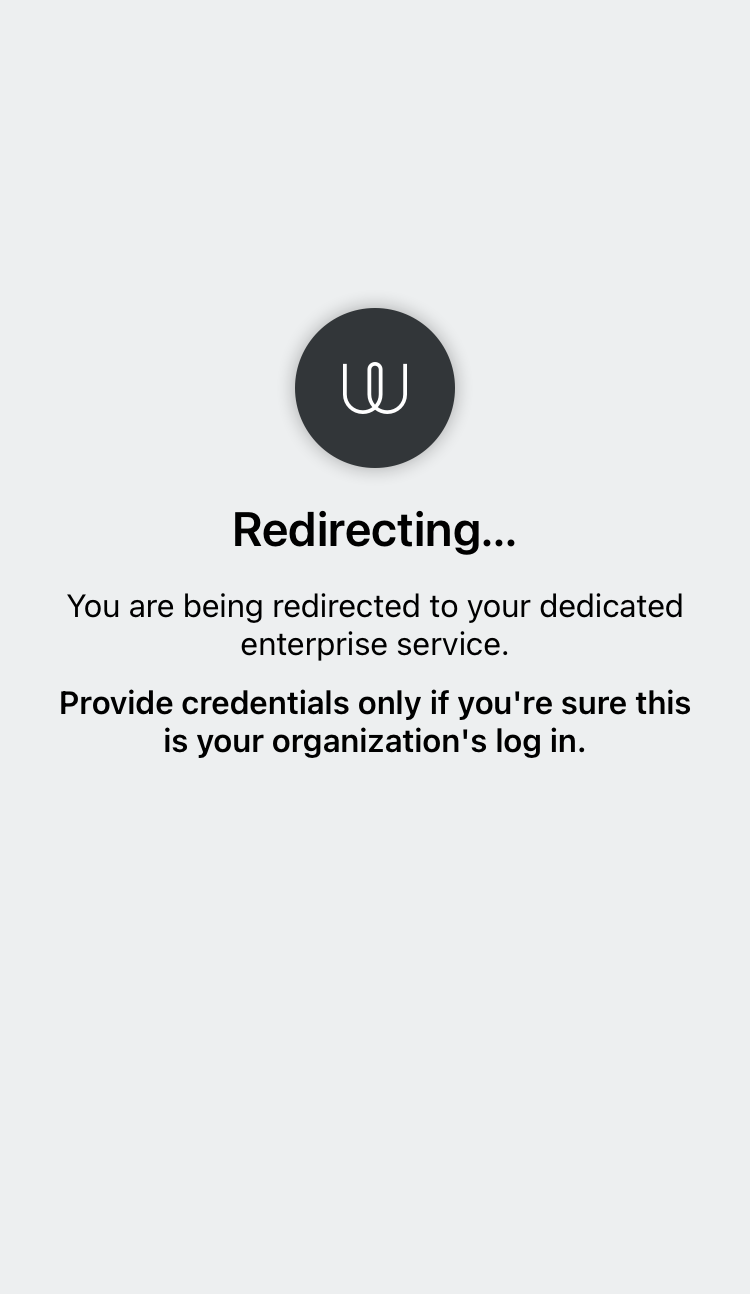 Redirecting...
You are being redirected to your dedicated
enterprise service.
Provide credentials only if you're sure this
is your organization's log in.